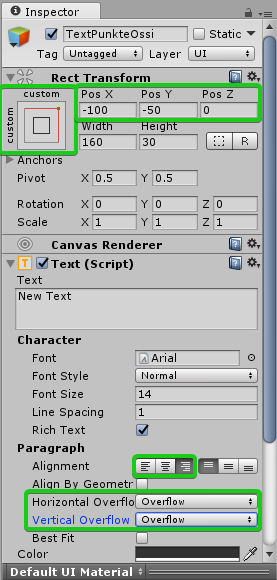 Inspector
TextPunkteOssi Static
Tag Untagged Layer UI
Rect Transform
custom Pos X Pos Y Pos Z
custom -100 -50 0
Width Height
160 30 R
Anchors
Pivot X 0.5 Y 0.5
Rotation X 0 Y 0 Z 0
Scale X 1 Y 1 Z 1
Canvas Renderer
T Text (Script)
Text
New Text
Character
Font Arial
Font Style Normal
Font Size 14
Line Spacing 1
Rich Text
Paragraph
Alignment
Align By Geometr
Horizontal Overflo Overflow
Vertical Overflow Overflow
Best Fit
Color
Default UI Material